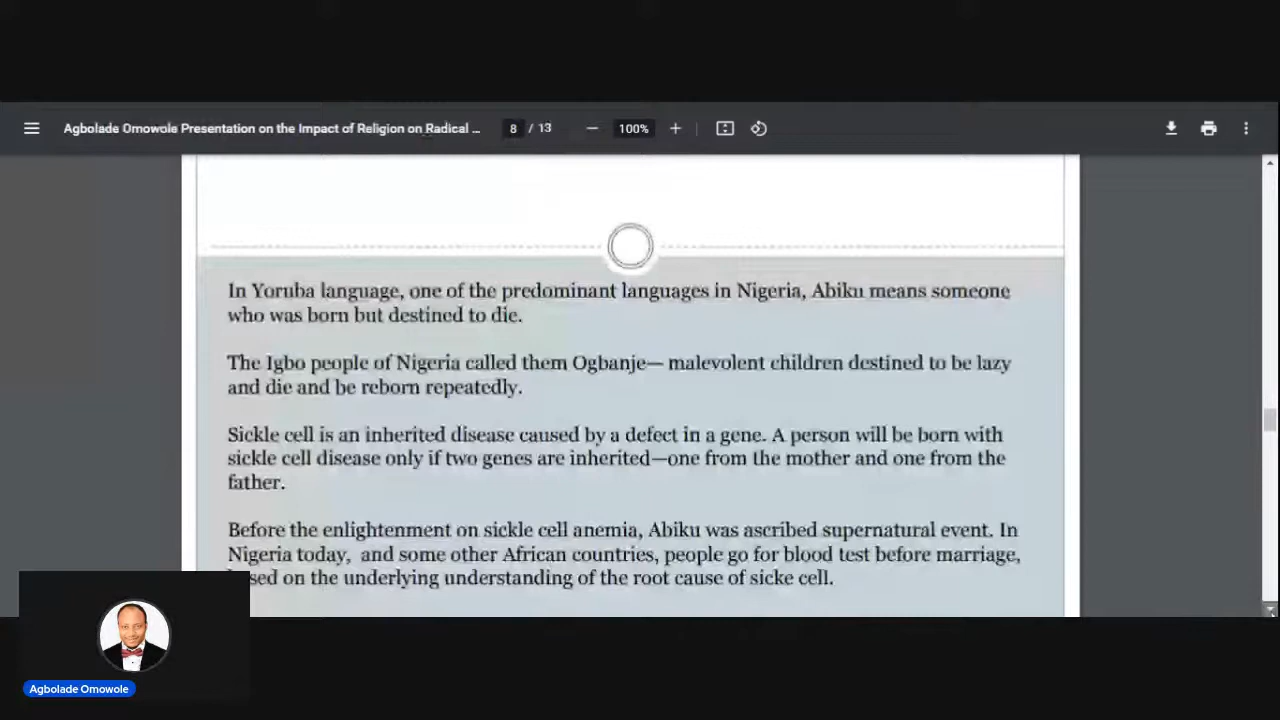 Agbolade Omowole Presentation on the Impact of Religion on Radical ... 8 / 13 100%
In Yoruba language, one of the predominant languages in Nigeria, Abiku means someone
who was born but destined to die.
The Igbo people of Nigeria called them Ogbanje— malevolent children destined to be lazy
and die and be reborn repeatedly.
Sickle cell is an inherited disease caused by a defect in a gene. A person will be born with
sickle cell disease only if two genes are inherited—one from the mother and one from the
father.
Before the enlightenment on sickle cell anemia, Abiku was ascribed supernatural event. In
Nigeria today, and some other African countries, people go for blood test before marriage,
sed on the underlying understanding of the root cause of sicke cell.
Agbolade Omowole